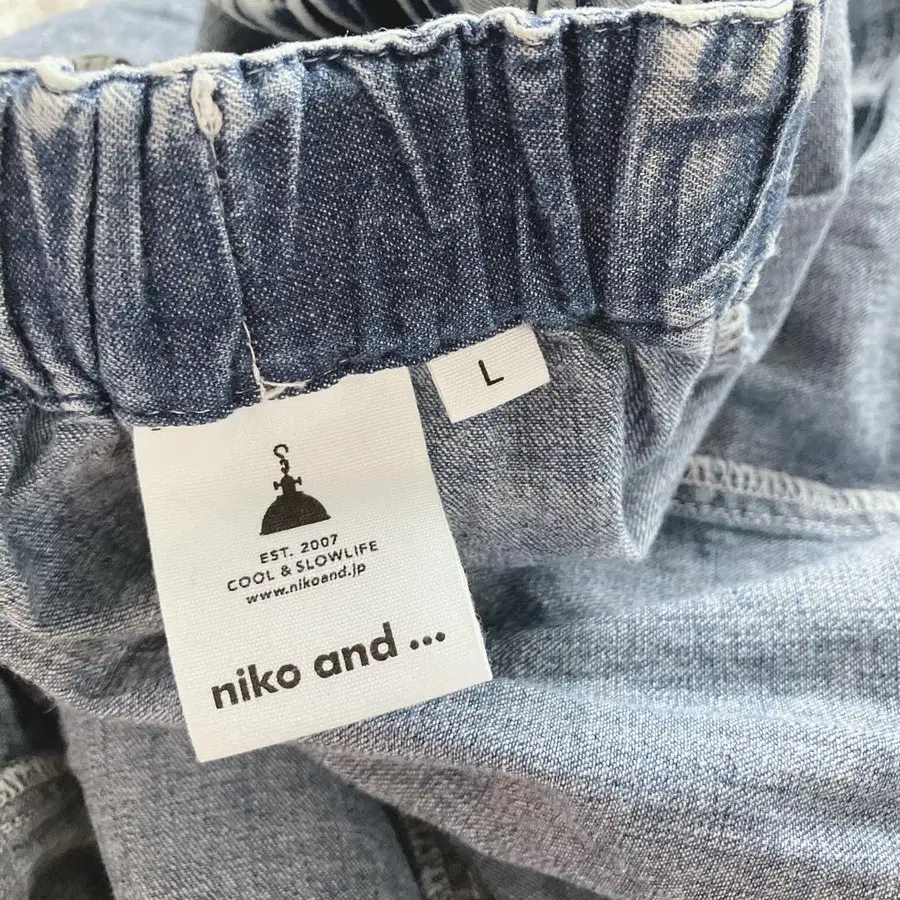 L
EST. 2007
COOL & SLOWLIFE
www.nikoand.jp
niko and ...